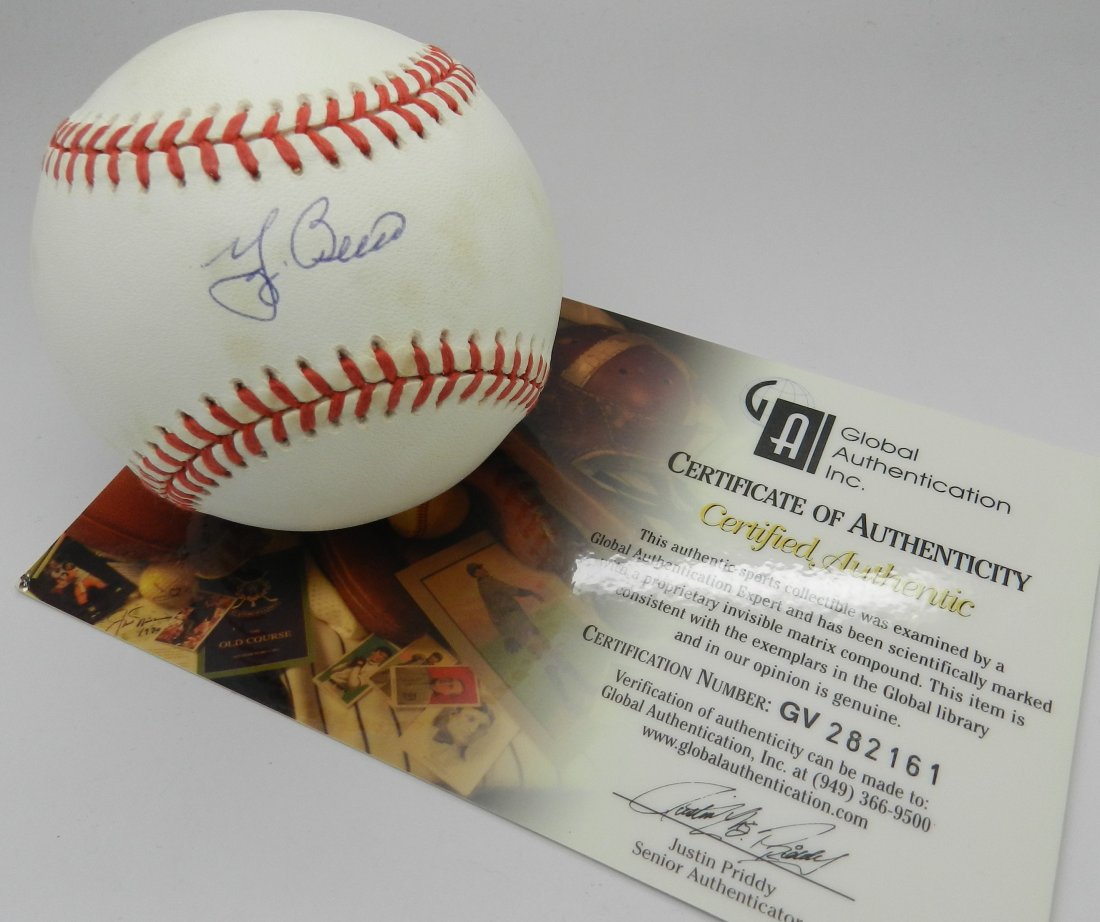 Y. Berra
GAI
Global
Authentication
Inc.
CERTIFICATE OF AUTHENTICITY
Certified Authentic
This authentic sports collectible was examined by a
Global Authentication Expert and has been scientifically marked
with a proprietary invisible matrix compound. This item is
consistent with the exemplars in the Global library
and in our opinion is genuine.
CERTIFICATION NUMBER: GV 282161
Verification of authenticity can be made to:
Global Authentication, Inc. at (949) 366-9500
www.globalauthentication.com
Justin Priddy
Senior Authenticator
OLD COURSE